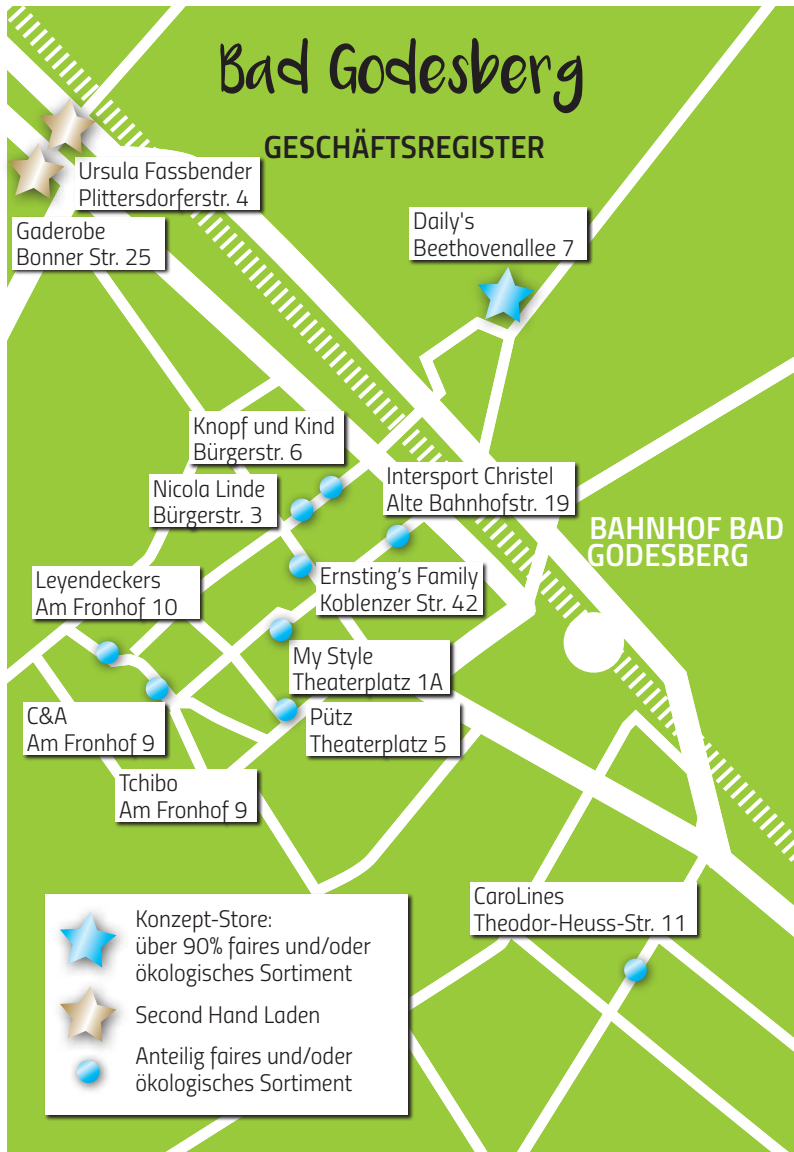 Bad Godesberg
GESCHÄFTSREGISTER
Ursula Fassbender
Plittersdorferstr. 4
Gaderobe
Bonner Str. 25
Daily's
Beethovenallee 7
Knopf und Kind
Bürgerstr. 6
Nicola Linde
Bürgerstr. 3
Intersport Christel
Alte Bahnhofstr. 19
BAHNHOF BAD
GODESBERG
Leyendeckers
Am Fronhof 10
Ernsting's Family
Koblenzer Str. 42
My Style
Theaterplatz 1A
C&A
Am Fronhof 9
Pütz
Theaterplatz 5
Tchibo
Am Fronhof 9
CaroLines
Theodor-Heuss-Str. 11
Konzept-Store:
über 90% faires und/oder
ökologisches Sortiment
Second Hand Laden
Anteilig faires und/oder
ökologisches Sortiment